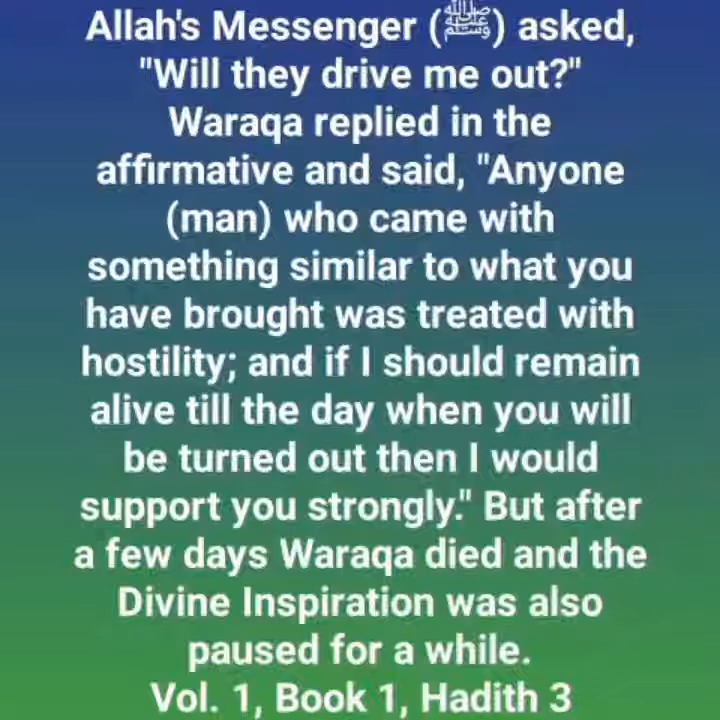 Allah's Messenger (ﷺ) asked,
"Will they drive me out?"
Waraqa replied in the
affirmative and said, "Anyone
(man) who came with
something similar to what you
have brought was treated with
hostility; and if I should remain
alive till the day when you will
be turned out then I would
support you strongly." But after
a few days Waraqa died and the
Divine Inspiration was also
paused for a while.
Vol. 1, Book 1, Hadith 3